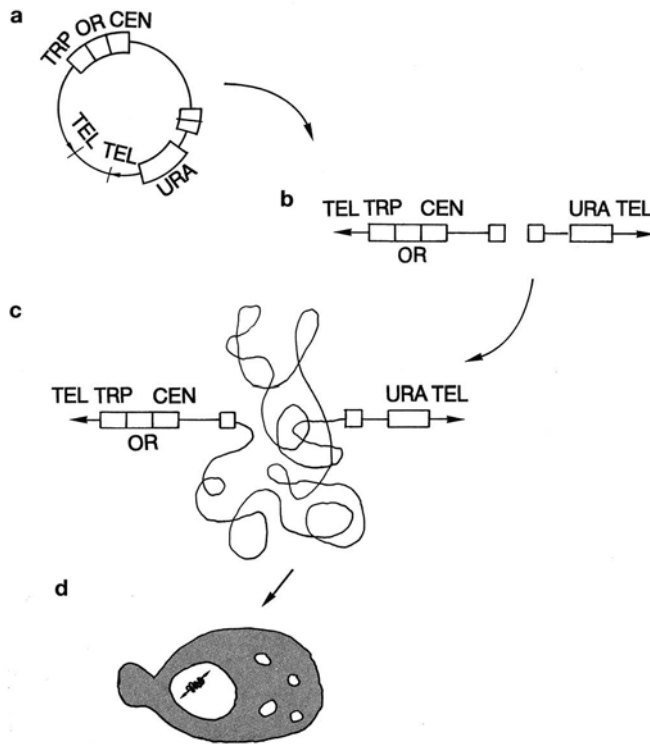 a
TRP OR CEN
TEL TEL
URA
b
TEL TRP CEN URA TEL
OR
c
TEL TRP CEN URA TEL
OR
d